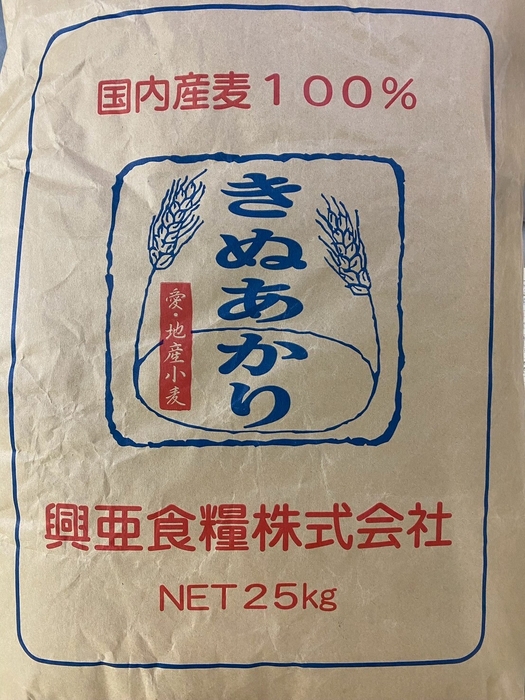 国内産麦１００％
きぬあかり
愛・地産小麦
興亜食糧株式会社
NET２５kg